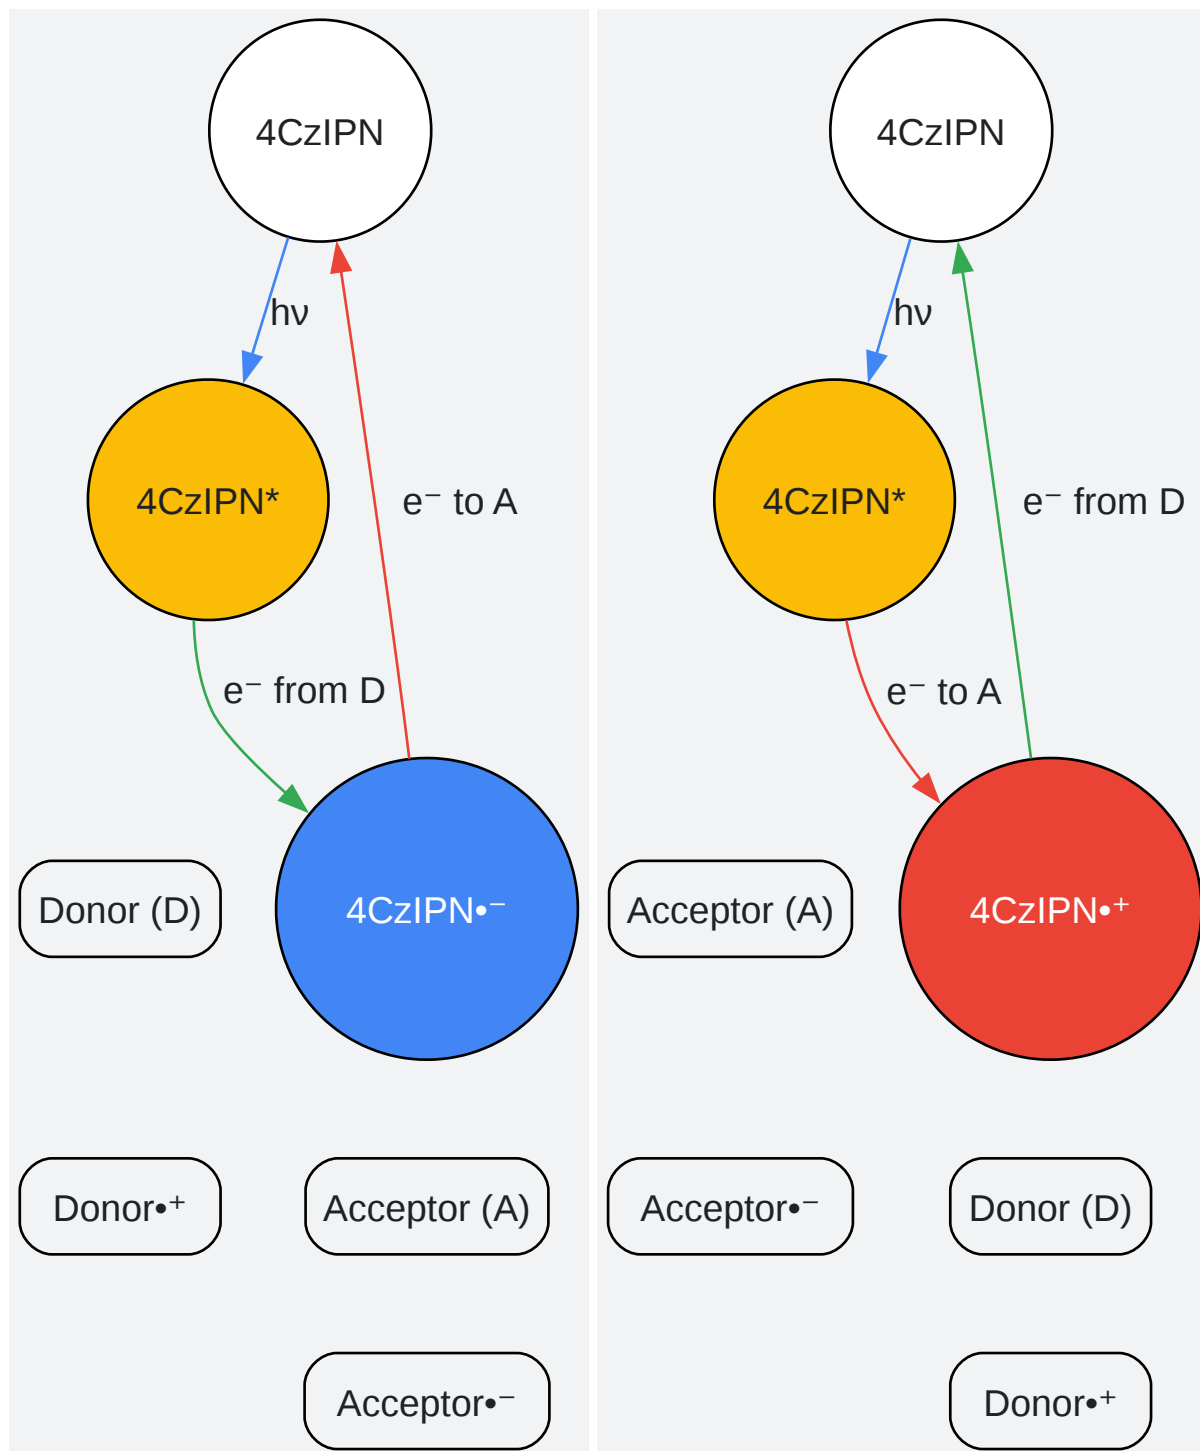 4CzIPN
hν
4CzIPN*
e⁻ to A
e⁻ from D
Donor (D)
4CzIPN•⁻
Donor•⁺
Acceptor (A)
Acceptor•⁻
4CzIPN
hν
4CzIPN*
e⁻ from D
e⁻ to A
Acceptor (A)
4CzIPN•⁺
Acceptor•⁻
Donor (D)
Donor•⁺